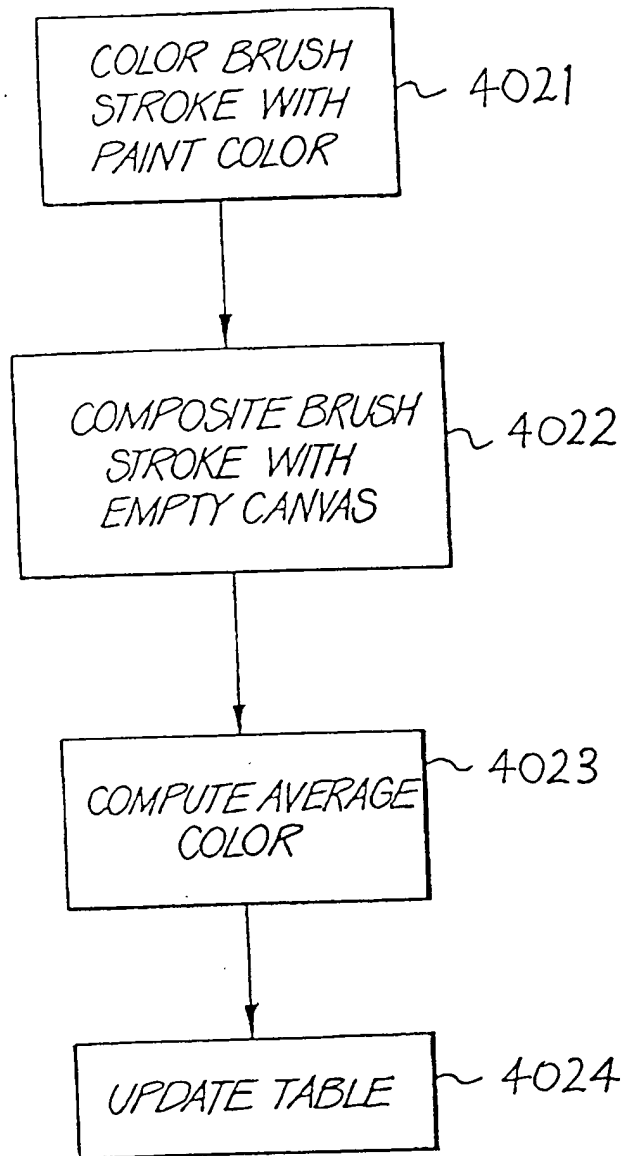 COLOR BRUSH
STROKE WITH
PAINT COLOR
4021
COMPOSITE BRUSH
STROKE WITH
EMPTY CANVAS
4022
COMPUTE AVERAGE
COLOR
4023
UPDATE TABLE
4024